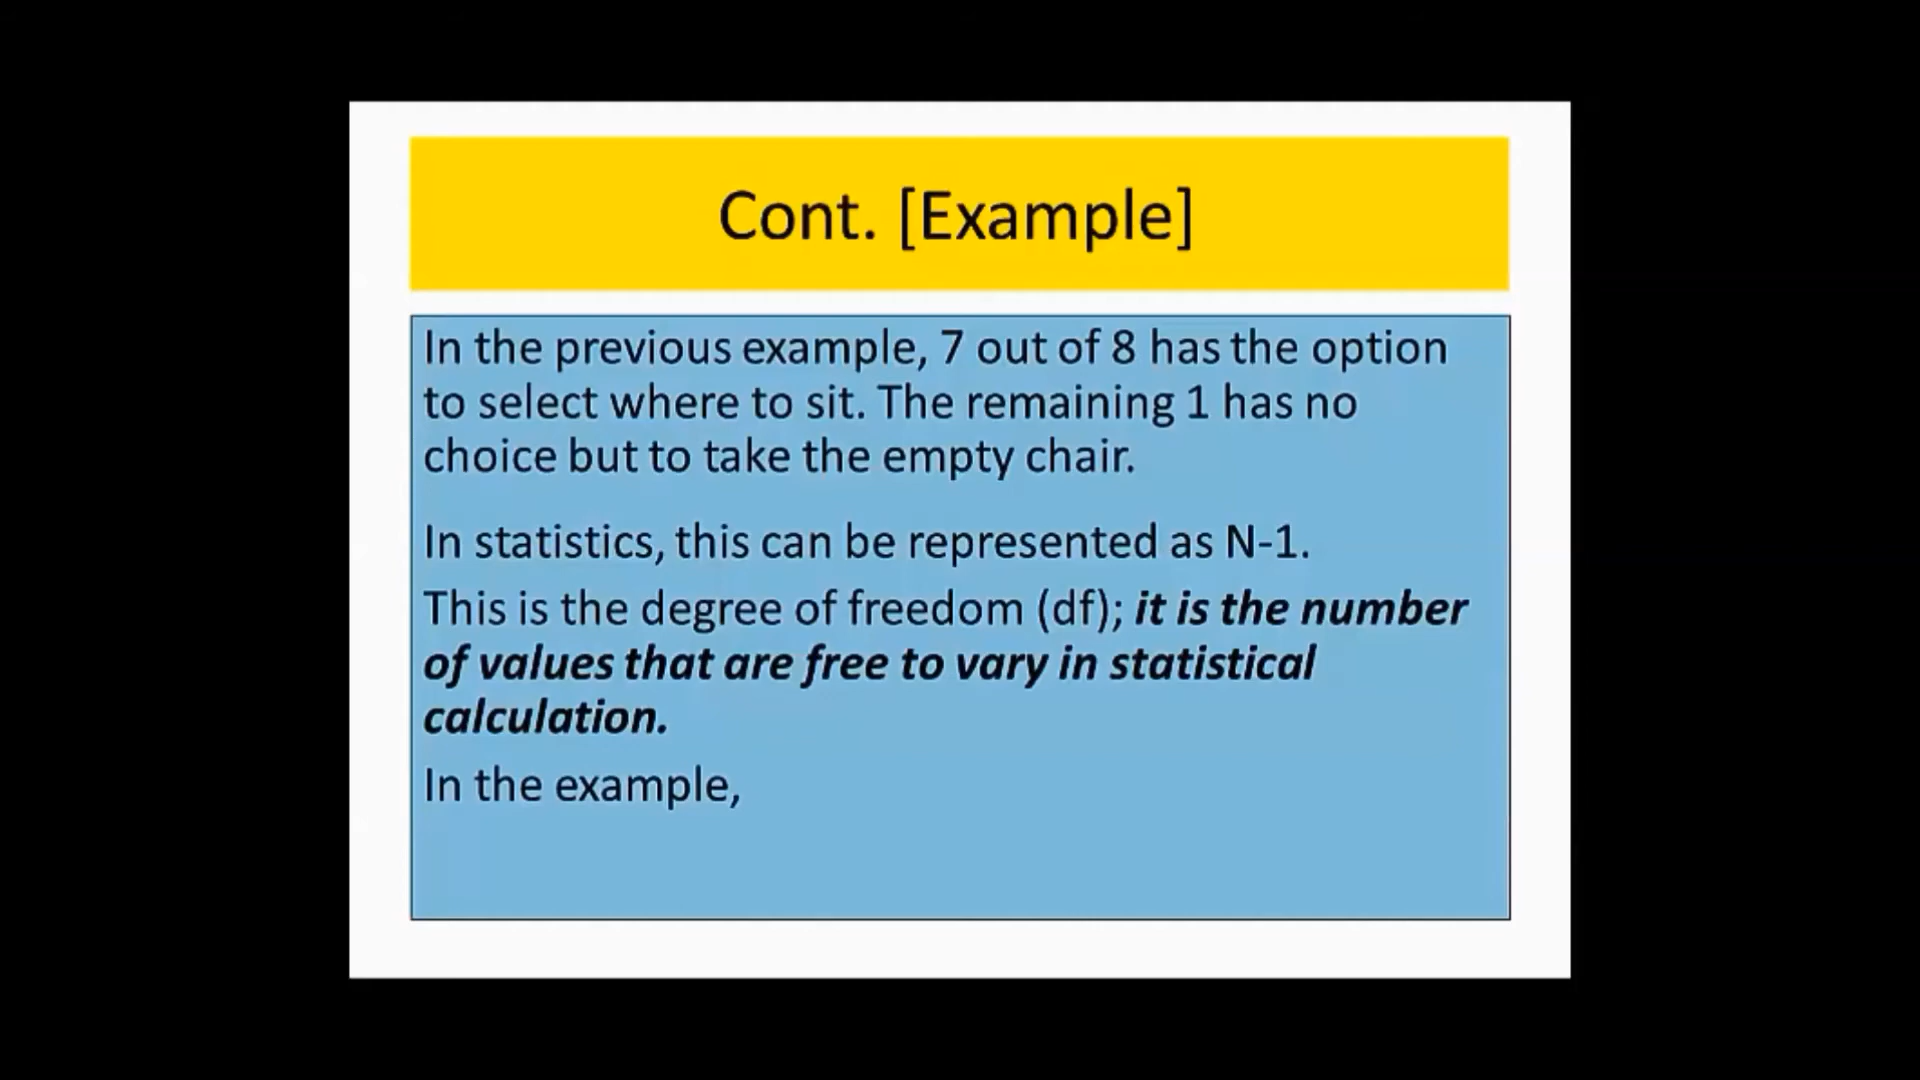 Cont. [Example]
In the previous example, 7 out of 8 has the option
to select where to sit. The remaining 1 has no
choice but to take the empty chair.
In statistics, this can be represented as N-1.
This is the degree of freedom (df); it is the number
of values that are free to vary in statistical
calculation.
In the example,